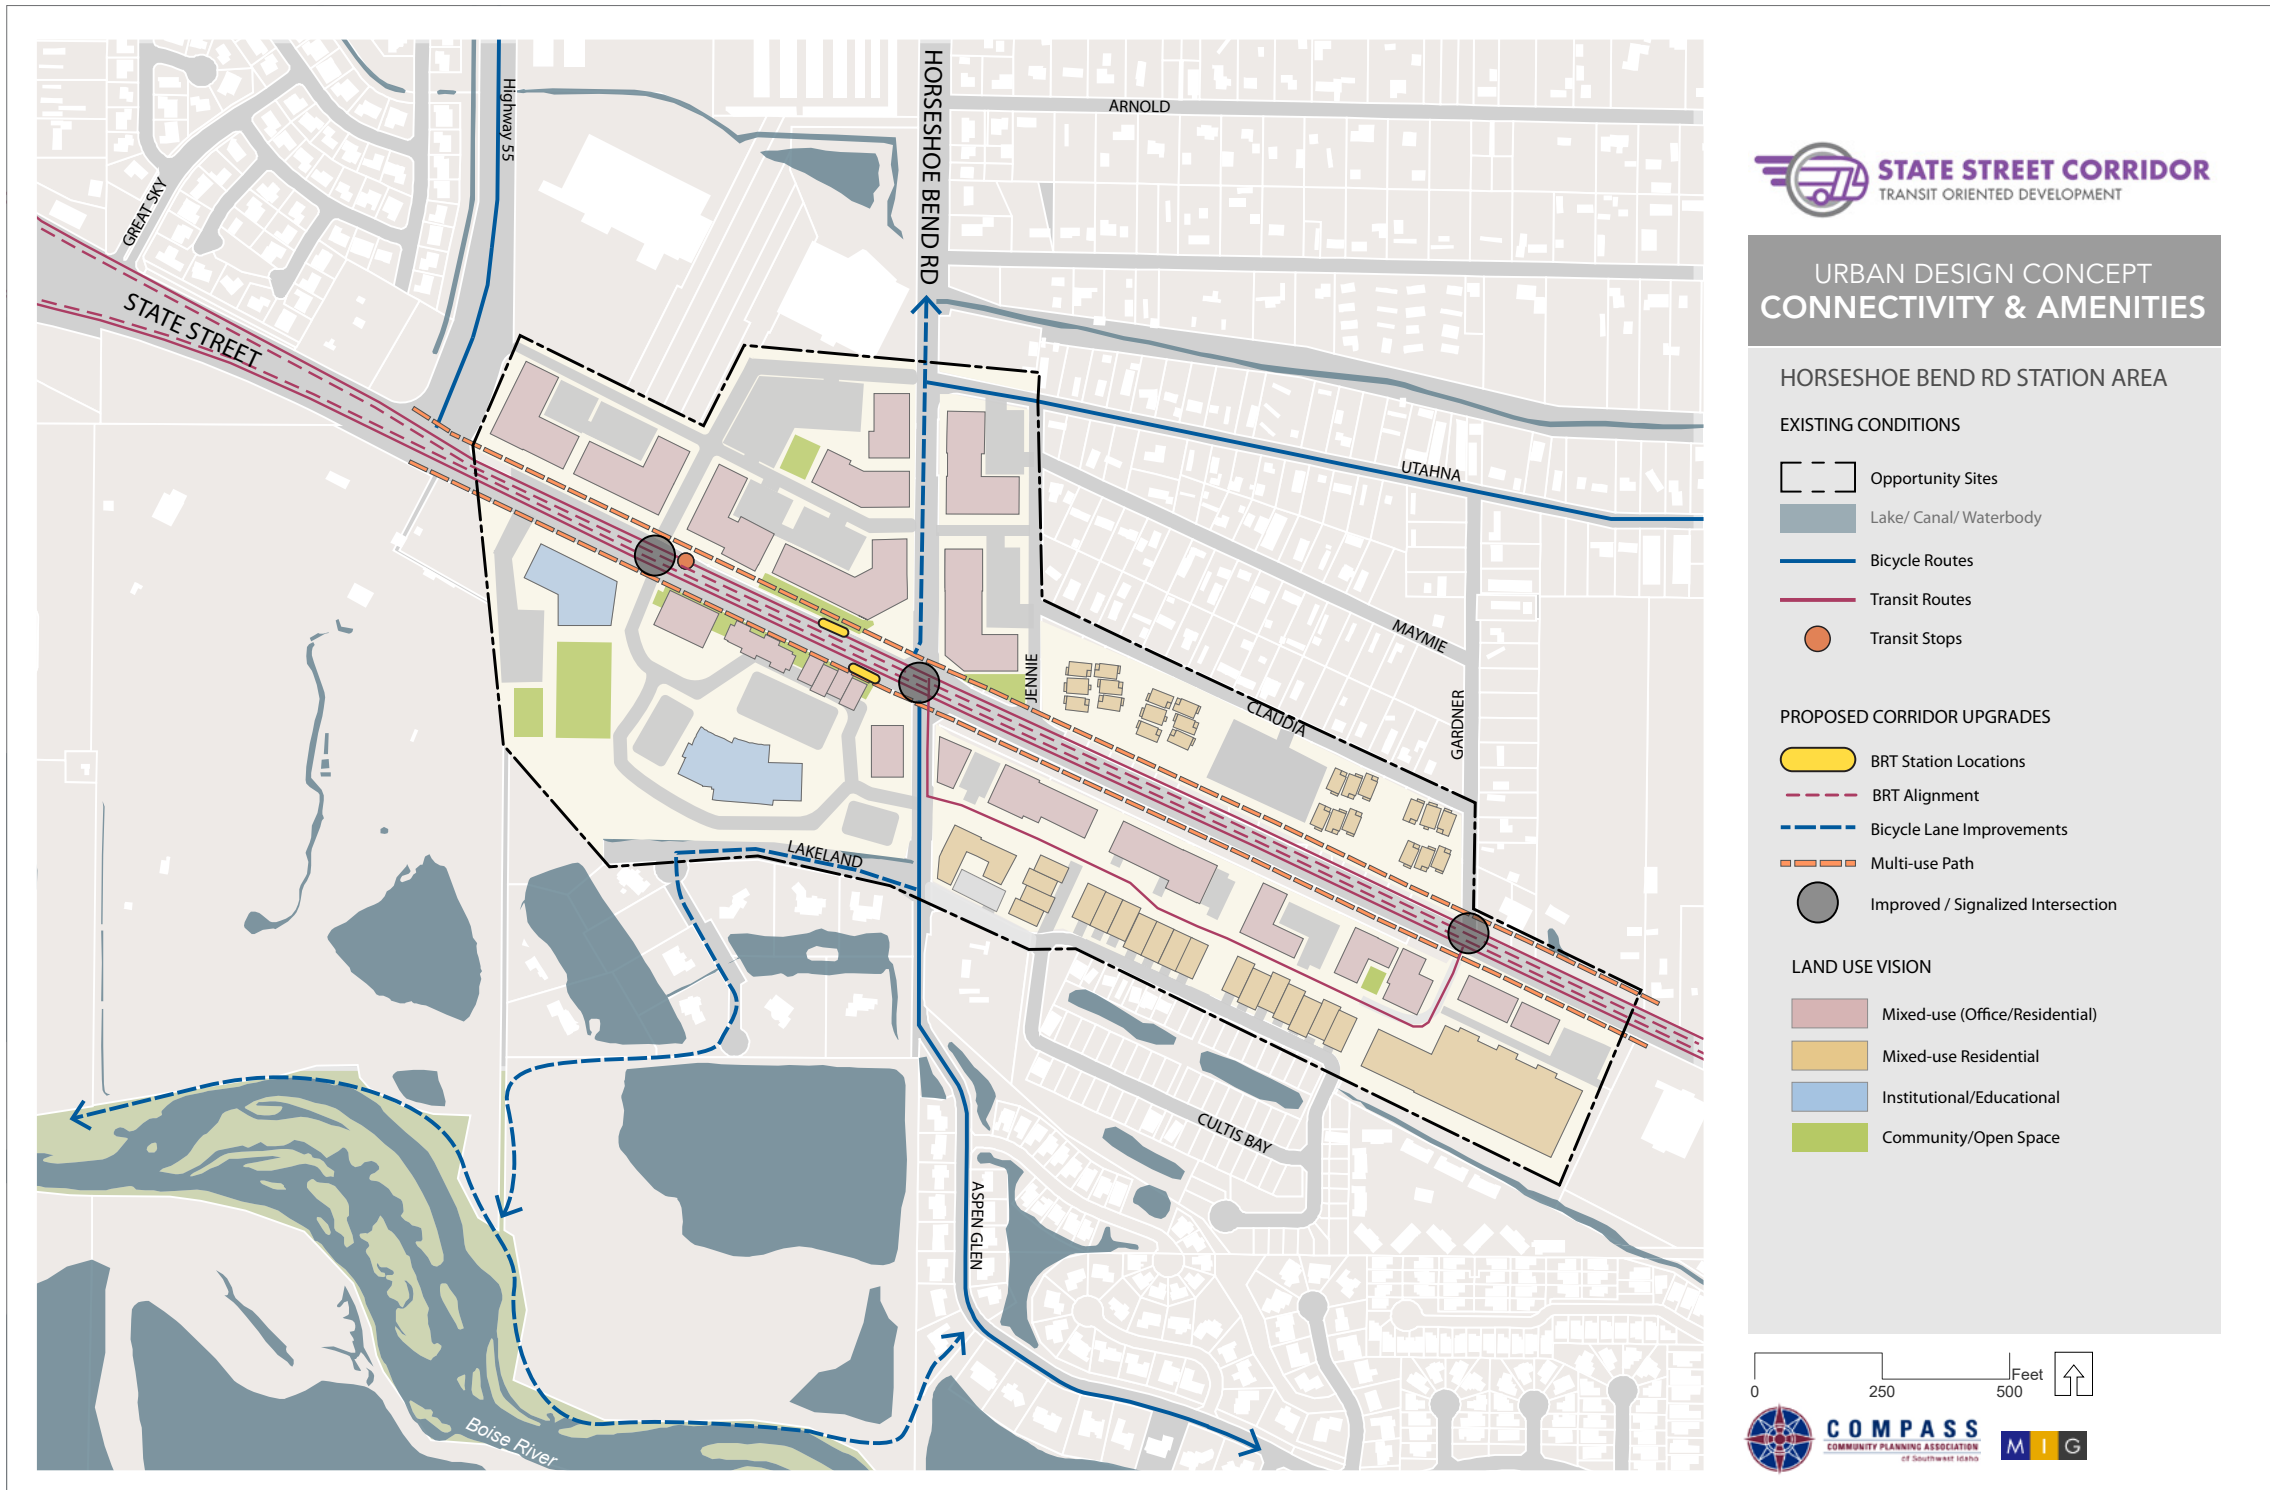 STATE STREET CORRIDOR
TRANSIT ORIENTED DEVELOPMENT
URBAN DESIGN CONCEPT
CONNECTIVITY & AMENITIES
HORSESHOE BEND RD STATION AREA
EXISTING CONDITIONS
Opportunity Sites
Lake/ Canal/ Waterbody
Bicycle Routes
Transit Routes
Transit Stops
PROPOSED CORRIDOR UPGRADES
BRT Station Locations
BRT Alignment
Bicycle Lane Improvements
Multi-use Path
Improved / Signalized Intersection
LAND USE VISION
Mixed-use (Office/Residential)
Mixed-use Residential
Institutional/Educational
Community/Open Space
Feet
0 250 500
COMPASS
COMMUNITY PLANNING ASSOCIATION
of Southwest Idaho
M I G
Highway 55
HORSESHOE BEND RD
ARNOLD
GREAT SKY
STATE STREET
UTAHNA
MAYMIE
JENNIE
CLAUDIA
GARDNER
LAKELAND
CULTIS BAY
ASPEN GLEN
Boise River